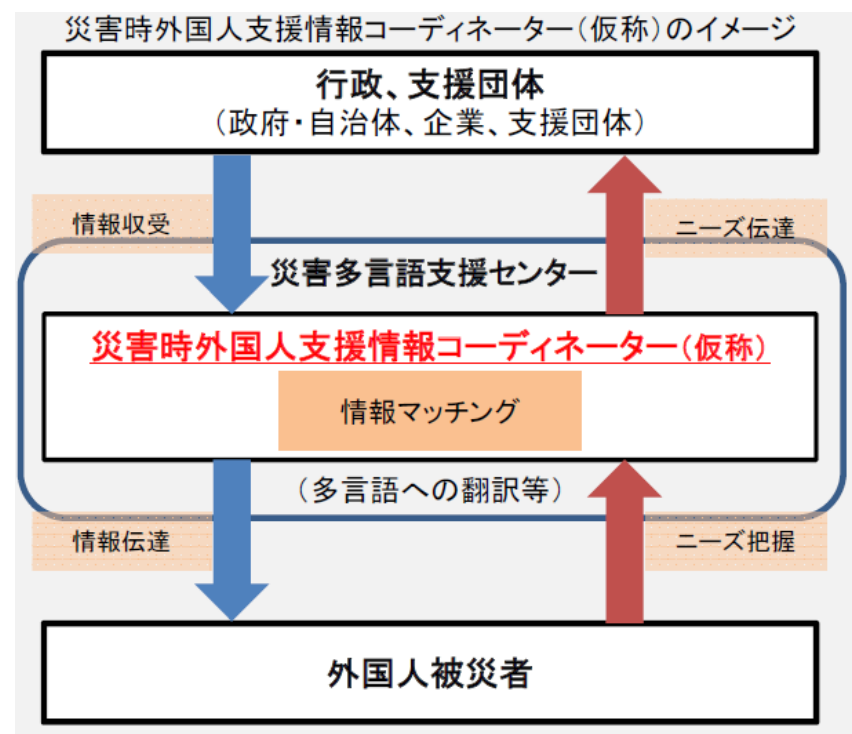 災害時外国人支援情報コーディネーター(仮称)のイメージ
行政、支援団体
(政府・自治体、企業、支援団体)
情報収受
ニーズ伝達
災害多言語支援センター
災害時外国人支援情報コーディネーター(仮称)
情報マッチング
(多言語への翻訳等)
情報伝達
ニーズ把握
外国人被災者